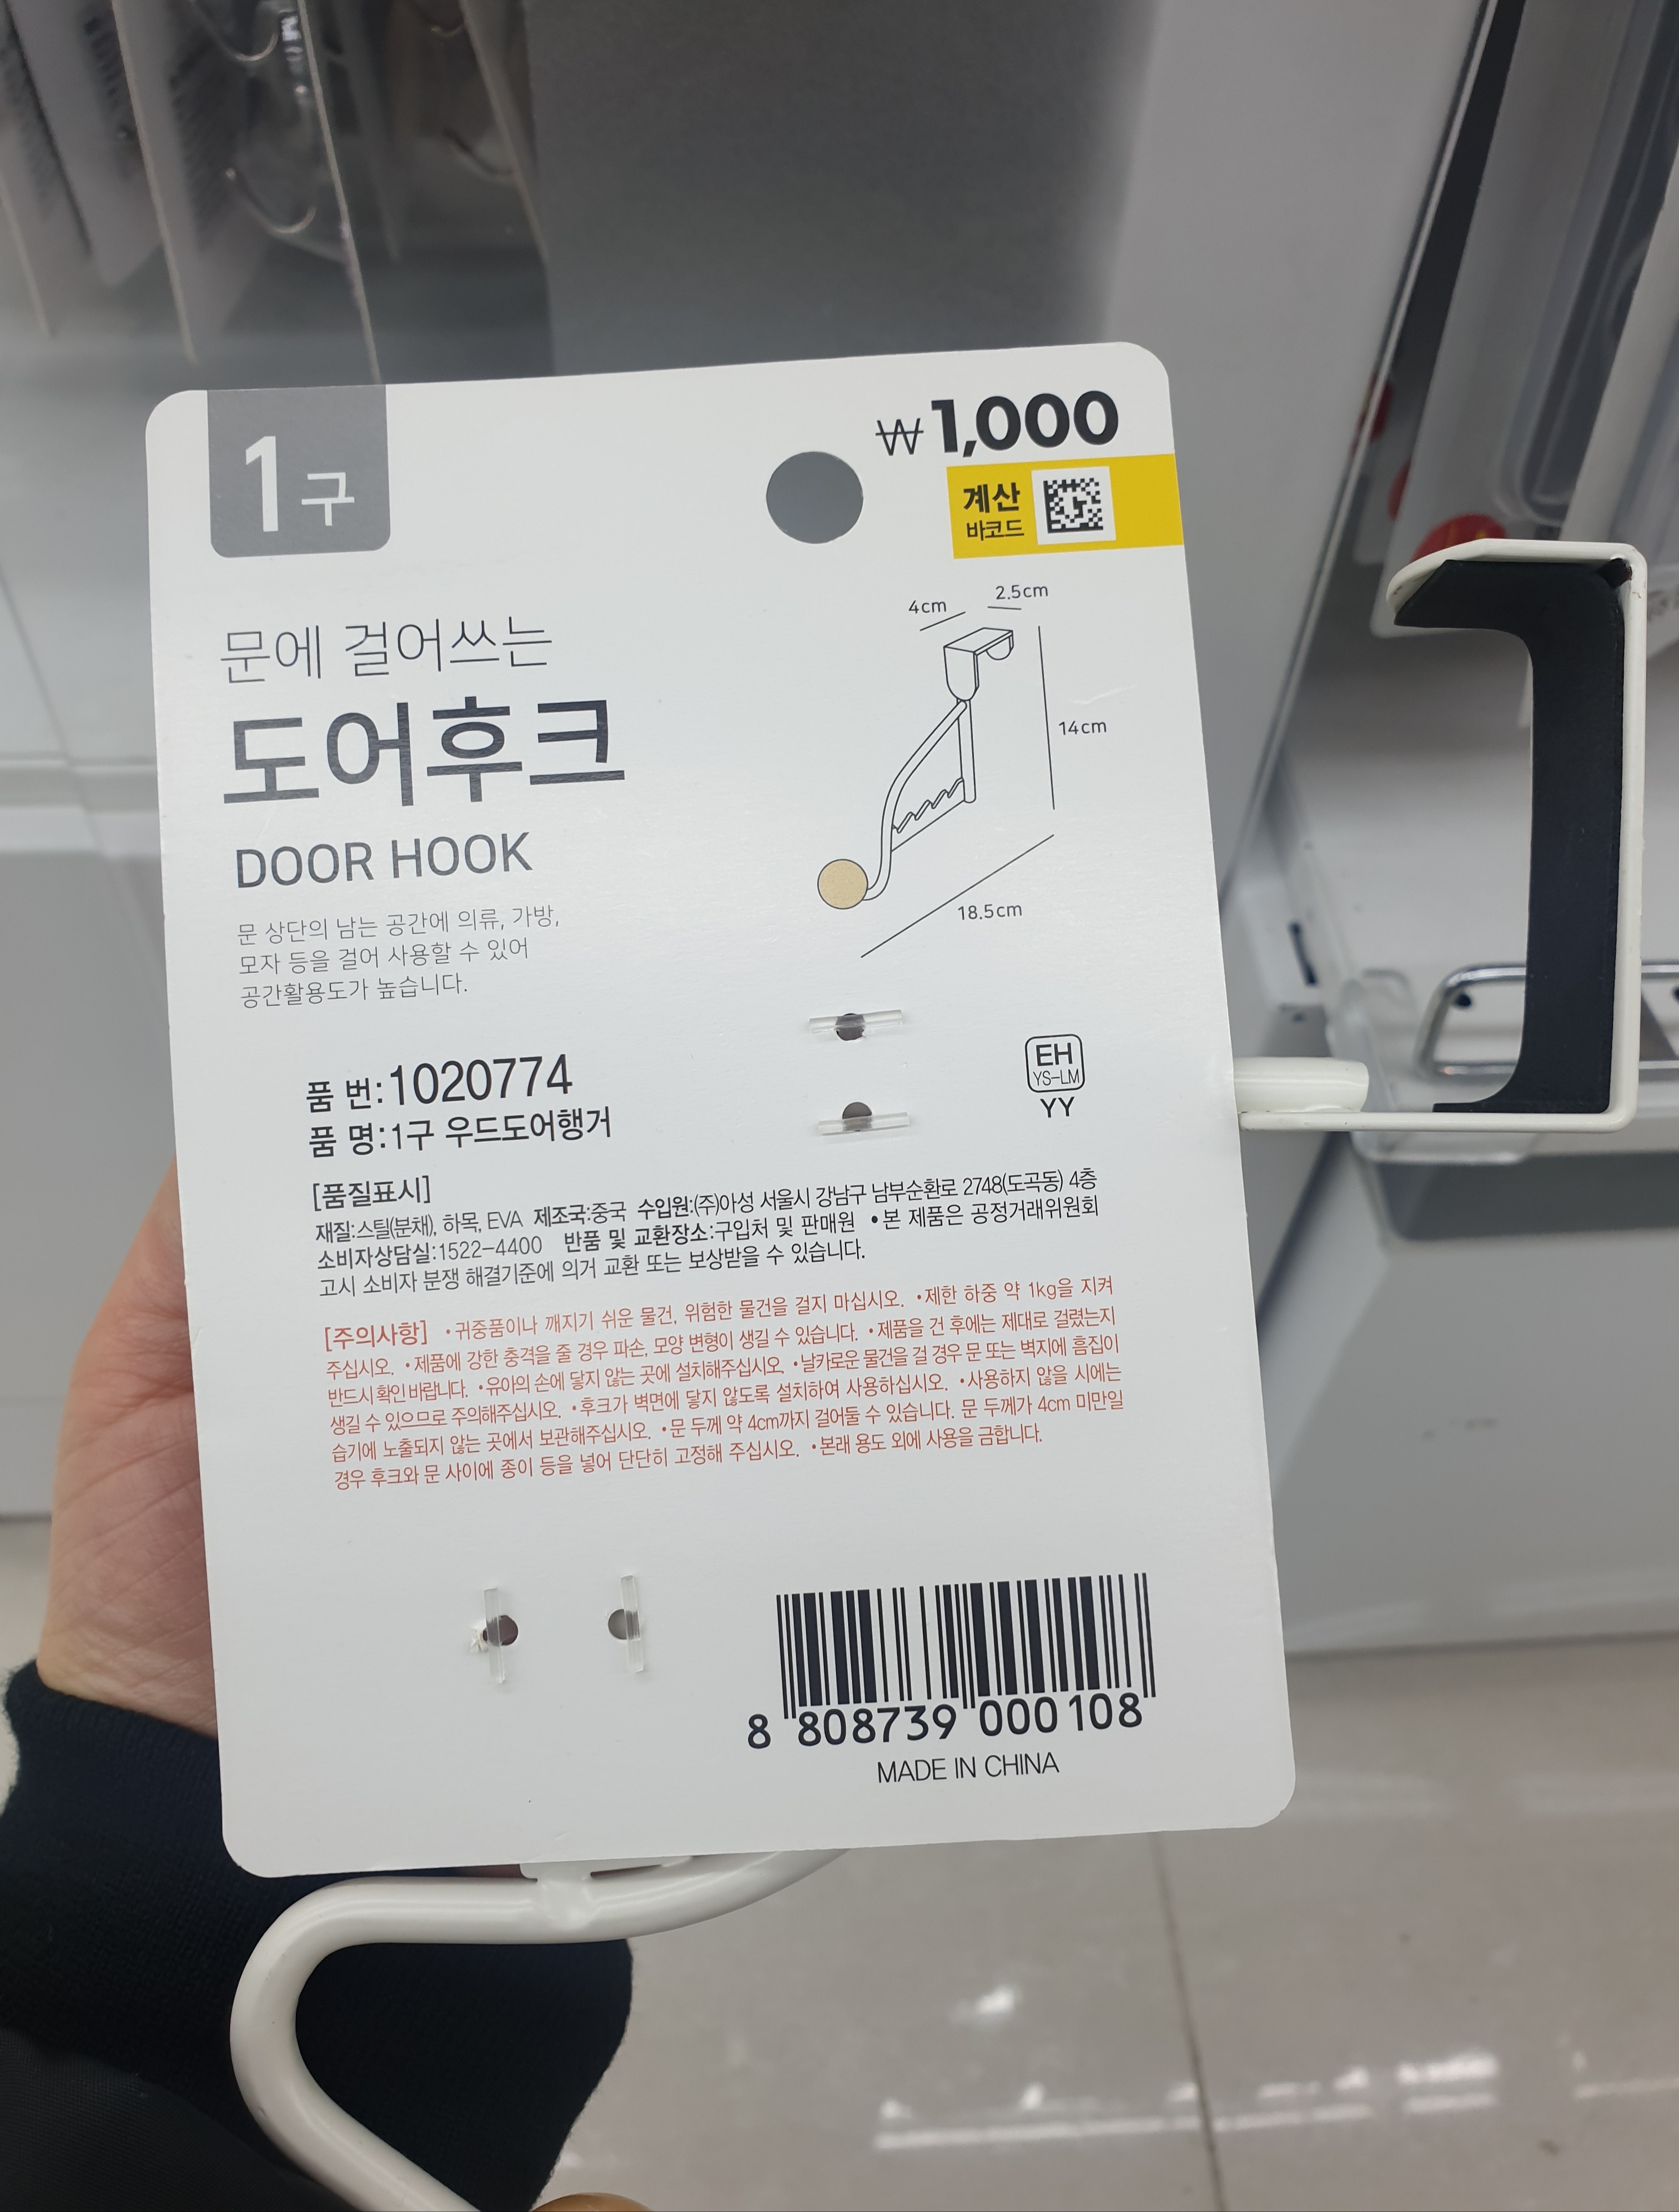 1구
₩1,000
계산
바코드
문에 걸어쓰는
도어후크
DOOR HOOK
문 상단의 남는 공간에 의류, 가방,
모자 등을 걸어 사용할 수 있어
공간활용도가 높습니다.
4cm
2.5cm
14cm
18.5cm
품 번:1020774
품 명:1구 우드도어행거
EH
YS-LM
YY
[품질표시]
재질:스틸(분채), 하목, EVA 제조국:중국 수입원:(주)아성 서울시 강남구 남부순환로 2748(도곡동) 4층
소비자상담실:1522-4400 반품 및 교환장소:구입처 및 판매원 •본 제품은 공정거래위원회
고시 소비자 분쟁 해결기준에 의거 교환 또는 보상받을 수 있습니다.
[주의사항] •귀중품이나 깨지기 쉬운 물건, 위험한 물건을 걸지 마십시오. •제한 하중 약 1kg을 지켜
주십시오. •제품에 강한 충격을 줄 경우 파손, 모양 변형이 생길 수 있습니다. •제품을 건 후에는 제대로 걸렸는지
반드시 확인 바랍니다. •유아의 손에 닿지 않는 곳에 설치해주십시오. •날카로운 물건을 걸 경우 문 또는 벽지에 흠집이
생길 수 있으므로 주의해주십시오. •후크가 벽면에 닿지 않도록 설치하여 사용하십시오. •사용하지 않을 시에는
습기에 노출되지 않는 곳에서 보관해주십시오. •문 두께 약 4cm까지 걸어둘 수 있습니다. 문 두께가 4cm 미만일
경우 후크와 문 사이에 종이 등을 넣어 단단히 고정해 주십시오. •본래 용도 외에 사용을 금합니다.
8 808739 000108
MADE IN CHINA